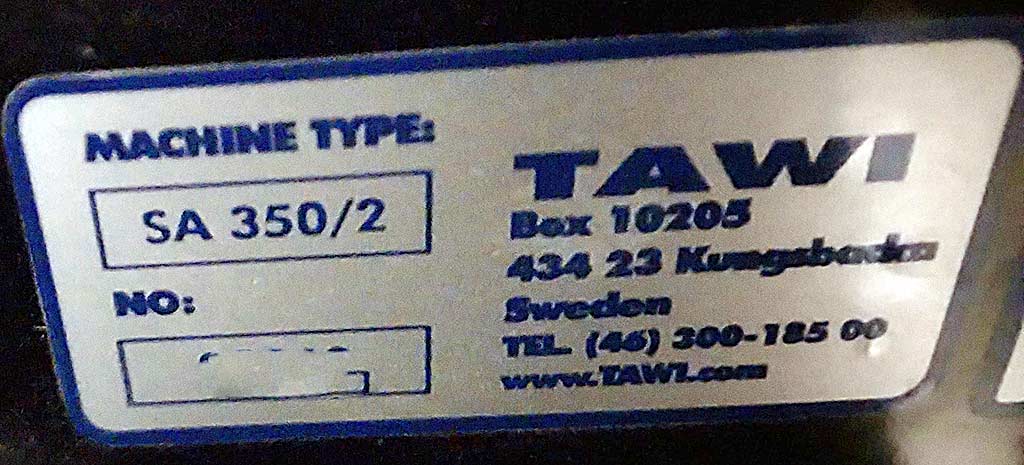 MACHINE TYPE:
SA 350/2
NO:
TAWI
Box 10205
434 23 Kungsbacka
Sweden
TEL. (46) 300-185 00
www.TAWI.com